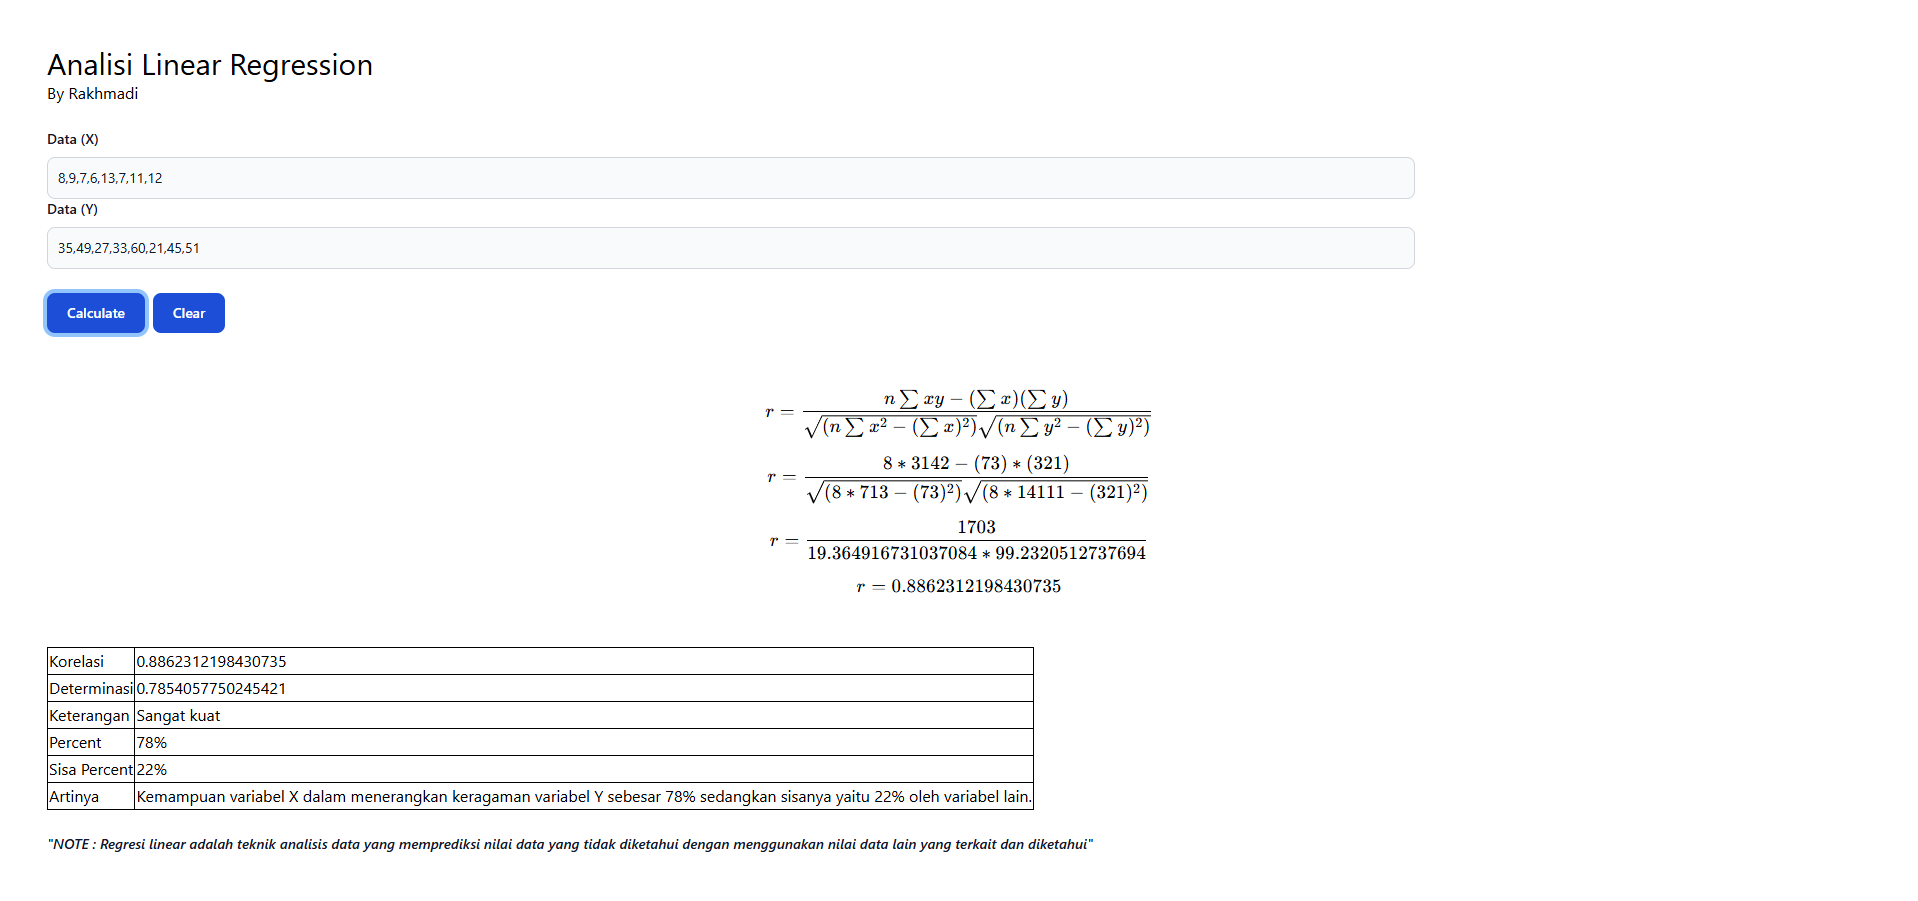 Analisi Linear Regression
By Rakhmadi
Data (X)
8,9,7,6,13,7,11,12
Data (Y)
35,49,27,33,60,21,45,51
Calculate Clear
r = \frac{n \sum xy - (\sum x)(\sum y)}{\sqrt{(n \sum x^2 - (\sum x)^2)}\sqrt{(n \sum y^2 - (\sum y)^2)}}
r = \frac{8 * 3142 - (73) * (321)}{\sqrt{(8 * 713 - (73)^2)}\sqrt{(8 * 14111 - (321)^2)}}
r = \frac{1703}{19.364916731037084 * 99.2320512737694}
r = 0.8862312198430735
Korelasi 0.8862312198430735
Determinasi 0.7854057750245421
Keterangan Sangat kuat
Percent 78%
Sisa Percent 22%
Artinya Kemampuan variabel X dalam menerangkan keragaman variabel Y sebesar 78% sedangkan sisanya yaitu 22% oleh variabel lain.
"NOTE : Regresi linear adalah teknik analisis data yang memprediksi nilai data yang tidak diketahui dengan menggunakan nilai data lain yang terkait dan diketahui"